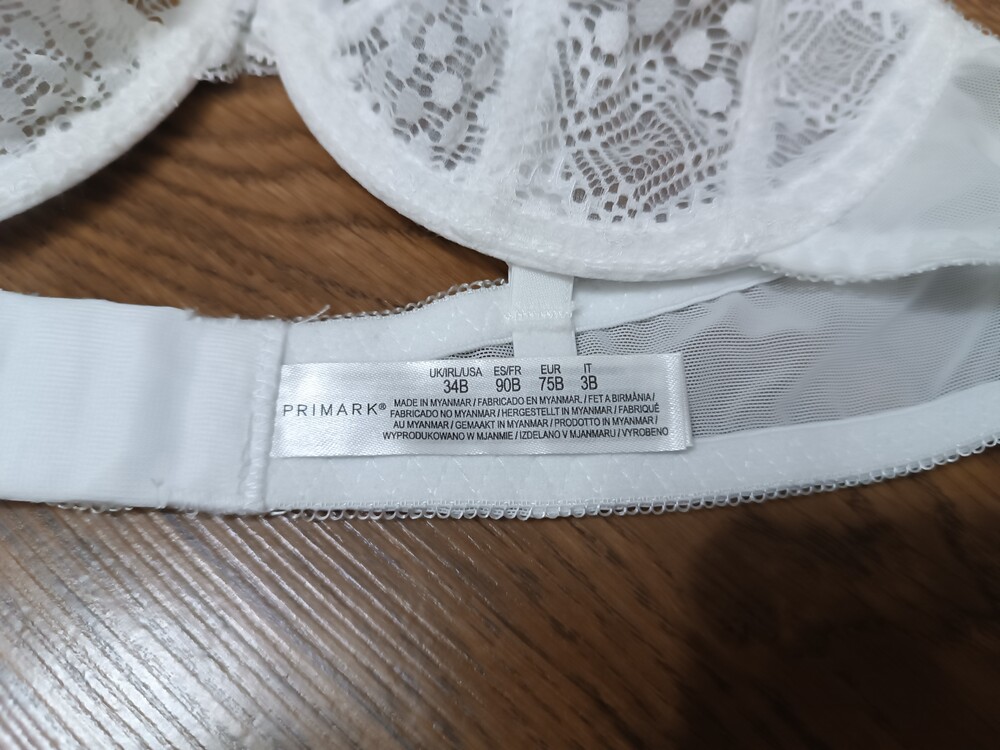 UK/IRL/USA ES/FR EUR IT
34B 90B 75B 3B
PRIMARK®
MADE IN MYANMAR / FABRICADO EN MYANMAR. / FET A BIRMÀNIA /
FABRICADO NO MYANMAR / HERGESTELLT IN MYANMAR / FABRIQUÉ
AU MYANMAR / GEMAAKT IN MYANMAR / PRODOTTO IN MYANMAR /
WYPRODUKOWANO W MJANMIE / IZDELANO V MJANMARU / VYROBENO